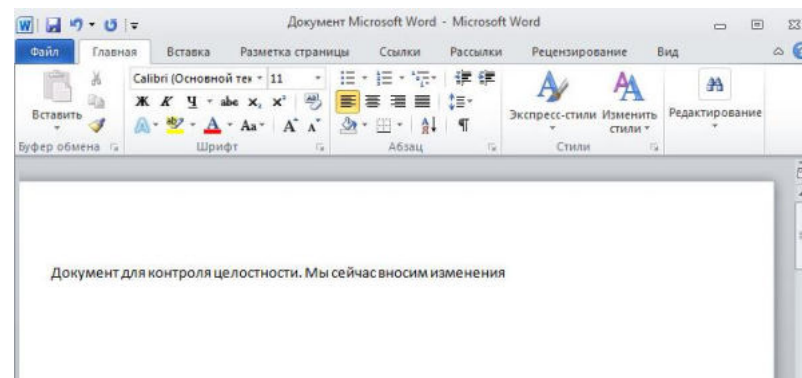 Документ Microsoft Word - Microsoft Word
Файл Главная Вставка Разметка страницы Ссылки Рассылки Рецензирование Вид
Calibri (Основной тек 11
Вставить
Ж К Ч abc x, x²
Aa A A
Экспресс-стили Изменить стили Редактирование
Буфер обмена Шрифт Абзац Стили
Документ для контроля целостности. Мы сейчас вносим изменения